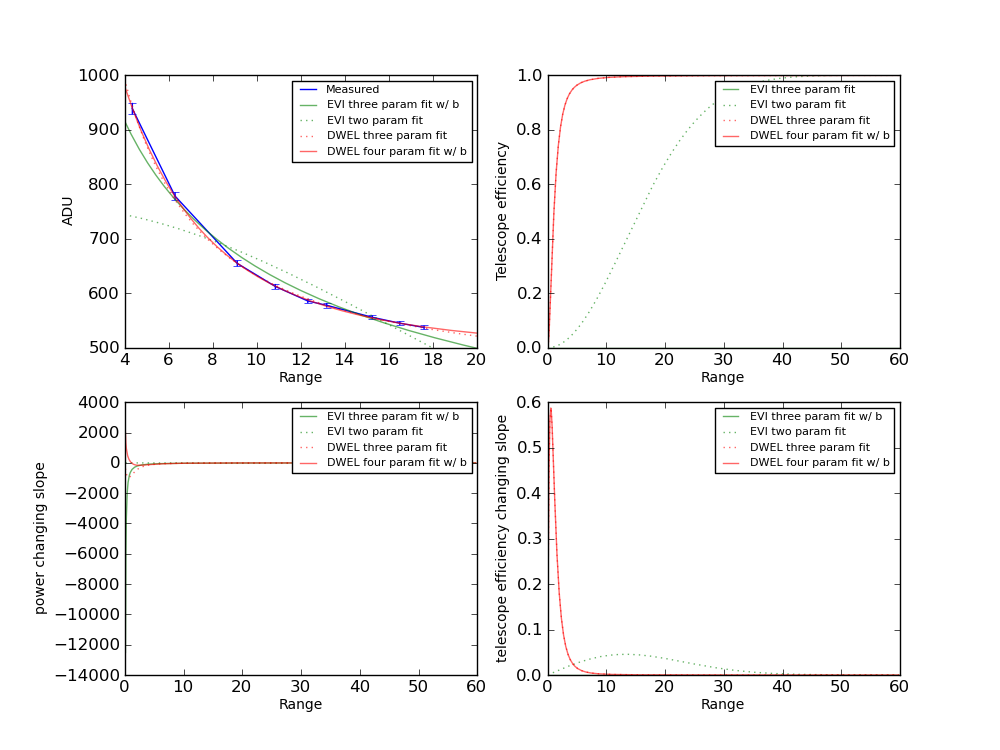 1000
900
800
700
600
500
ADU
4
6
8
10
12
14
16
18
20
Range
Measured
EVI three param fit w/ b
EVI two param fit
DWEL three param fit
DWEL four param fit w/ b
1.0
0.8
0.6
0.4
0.2
0.0
Telescope efficiency
0
10
20
30
40
50
60
Range
EVI three param fit
EVI two param fit
DWEL three param fit
DWEL four param fit w/ b
4000
2000
0
−2000
−4000
−6000
−8000
−10000
−12000
−14000
power changing slope
0
10
20
30
40
50
60
Range
EVI three param fit w/ b
EVI two param fit
DWEL three param fit
DWEL four param fit w/ b
0.6
0.5
0.4
0.3
0.2
0.1
0.0
telescope efficiency changing slope
0
10
20
30
40
50
60
Range
EVI three param fit w/ b
EVI two param fit
DWEL three param fit
DWEL four param fit w/ b